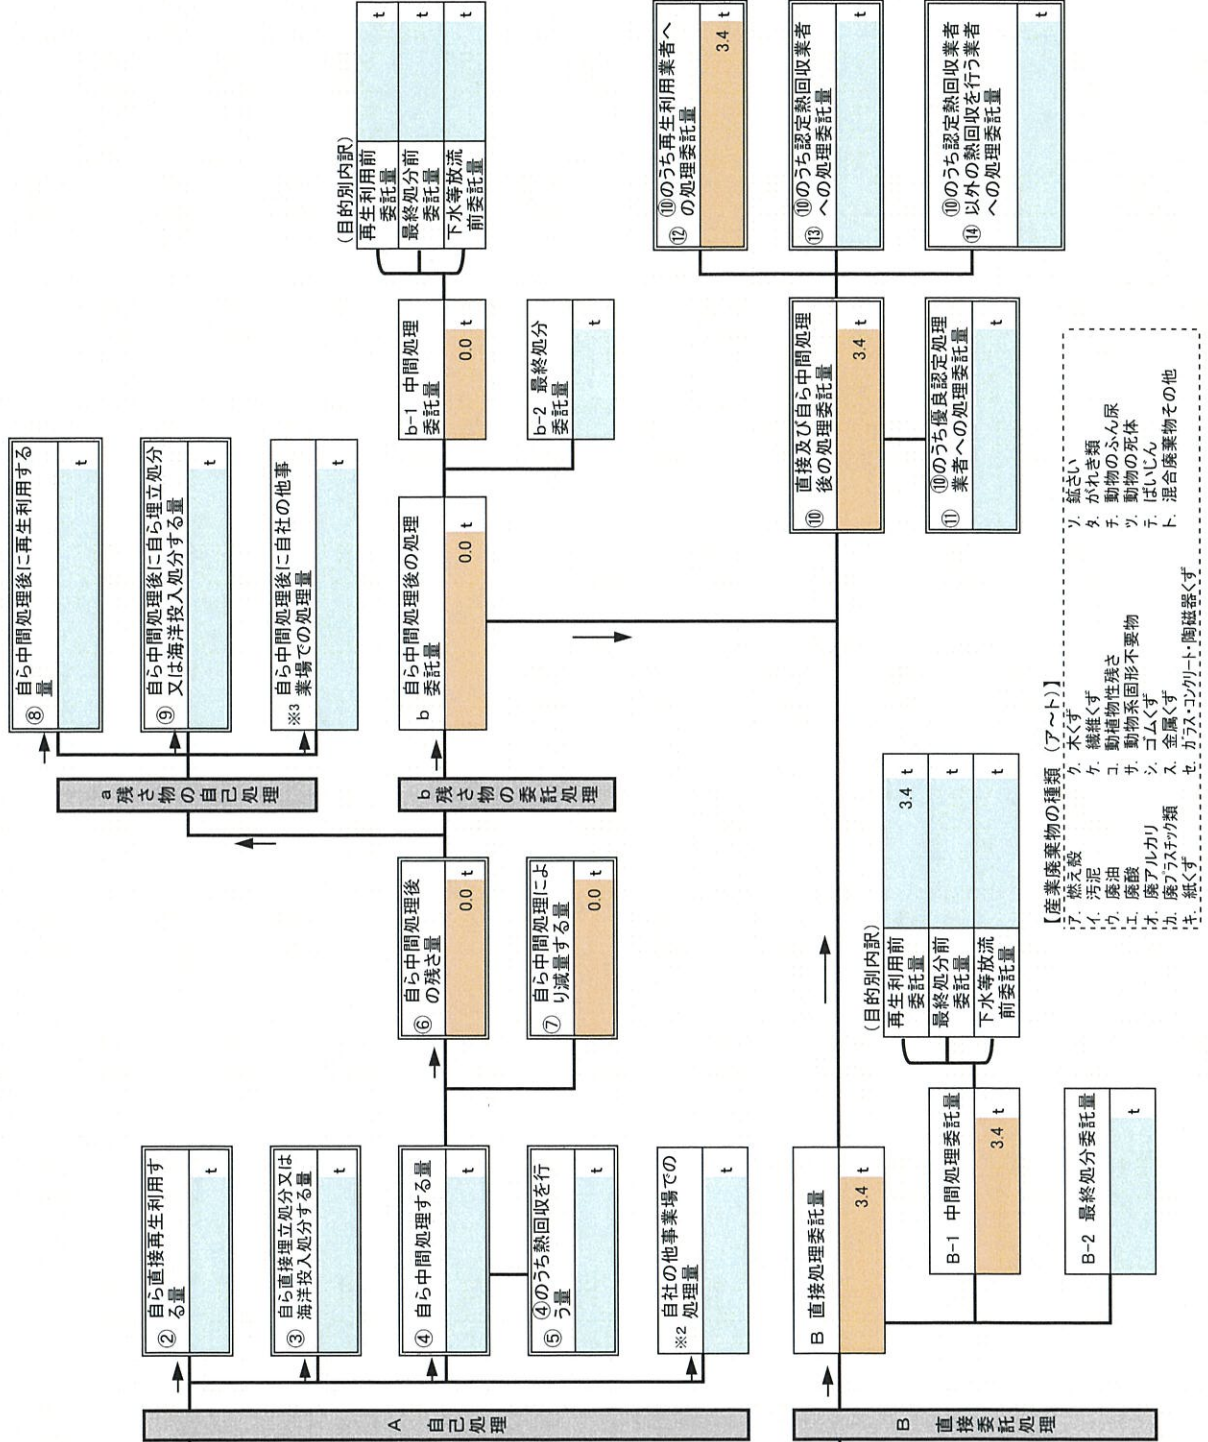 A 自己処理
② 自ら直接再生利用す
る量
t
③ 自ら直接埋立処分又は
海洋投入処分する量
t
④ 自ら中間処理する量
t
⑤ ④のうち熱回収を行
う量
t
※2 自社の他事業場での
処理量
t
⑥ 自ら中間処理後
の残さ量
0.0 t
⑦ 自ら中間処理によ
り減量する量
0.0 t
a 残さ物の自己処理
⑧ 自ら中間処理後に再生利用する
量
t
⑨ 自ら中間処理後に自ら埋立処分
又は海洋投入処分する量
t
※3 自ら中間処理後に自社の他事
業場での処理量
t
b 残さ物の委託処理
b 自ら中間処理後の処理
委託量
0.0 t
b-1 中間処理
委託量
0.0 t
b-2 最終処分
委託量
t
(目的別内訳)
再生利用前
委託量
t
最終処分前
委託量
t
下水等放流
前委託量
t
B 直接委託処理
B 直接処理委託量
3.4 t
B-1 中間処理委託量
3.4 t
B-2 最終処分委託量
t
(目的別内訳)
再生利用前
委託量
3.4 t
最終処分前
委託量
t
下水等放流
前委託量
t
⑩ 直接及び自ら中間処理
後の処理委託量
3.4 t
⑪ ⑩のうち優良認定処理
業者への処理委託量
t
⑫ ⑩のうち再生利用業者へ
の処理委託量
3.4 t
⑬ ⑩のうち認定熱回収業者
への処理委託量
t
⑭ ⑩のうち認定熱回収業者
以外の熱回収を行う業者
への処理委託量
t
【産業廃棄物の種類 (ア～ト)】
ア. 燃え殻
イ. 汚泥
ウ. 廃油
エ. 廃酸
オ. 廃アルカリ
カ. 廃プラスチック類
キ. 紙くず
ク. 木くず
ケ. 繊維くず
コ. 動植物性残さ
サ. 動物系固形不要物
シ. ゴムくず
ス. 金属くず
セ. ガラス・コンクリート・陶磁器くず
ソ. 鉱さい
タ. がれき類
チ. 動物のふん尿
ツ. 動物の死体
テ. ばいじん
ト. 混合廃棄物その他